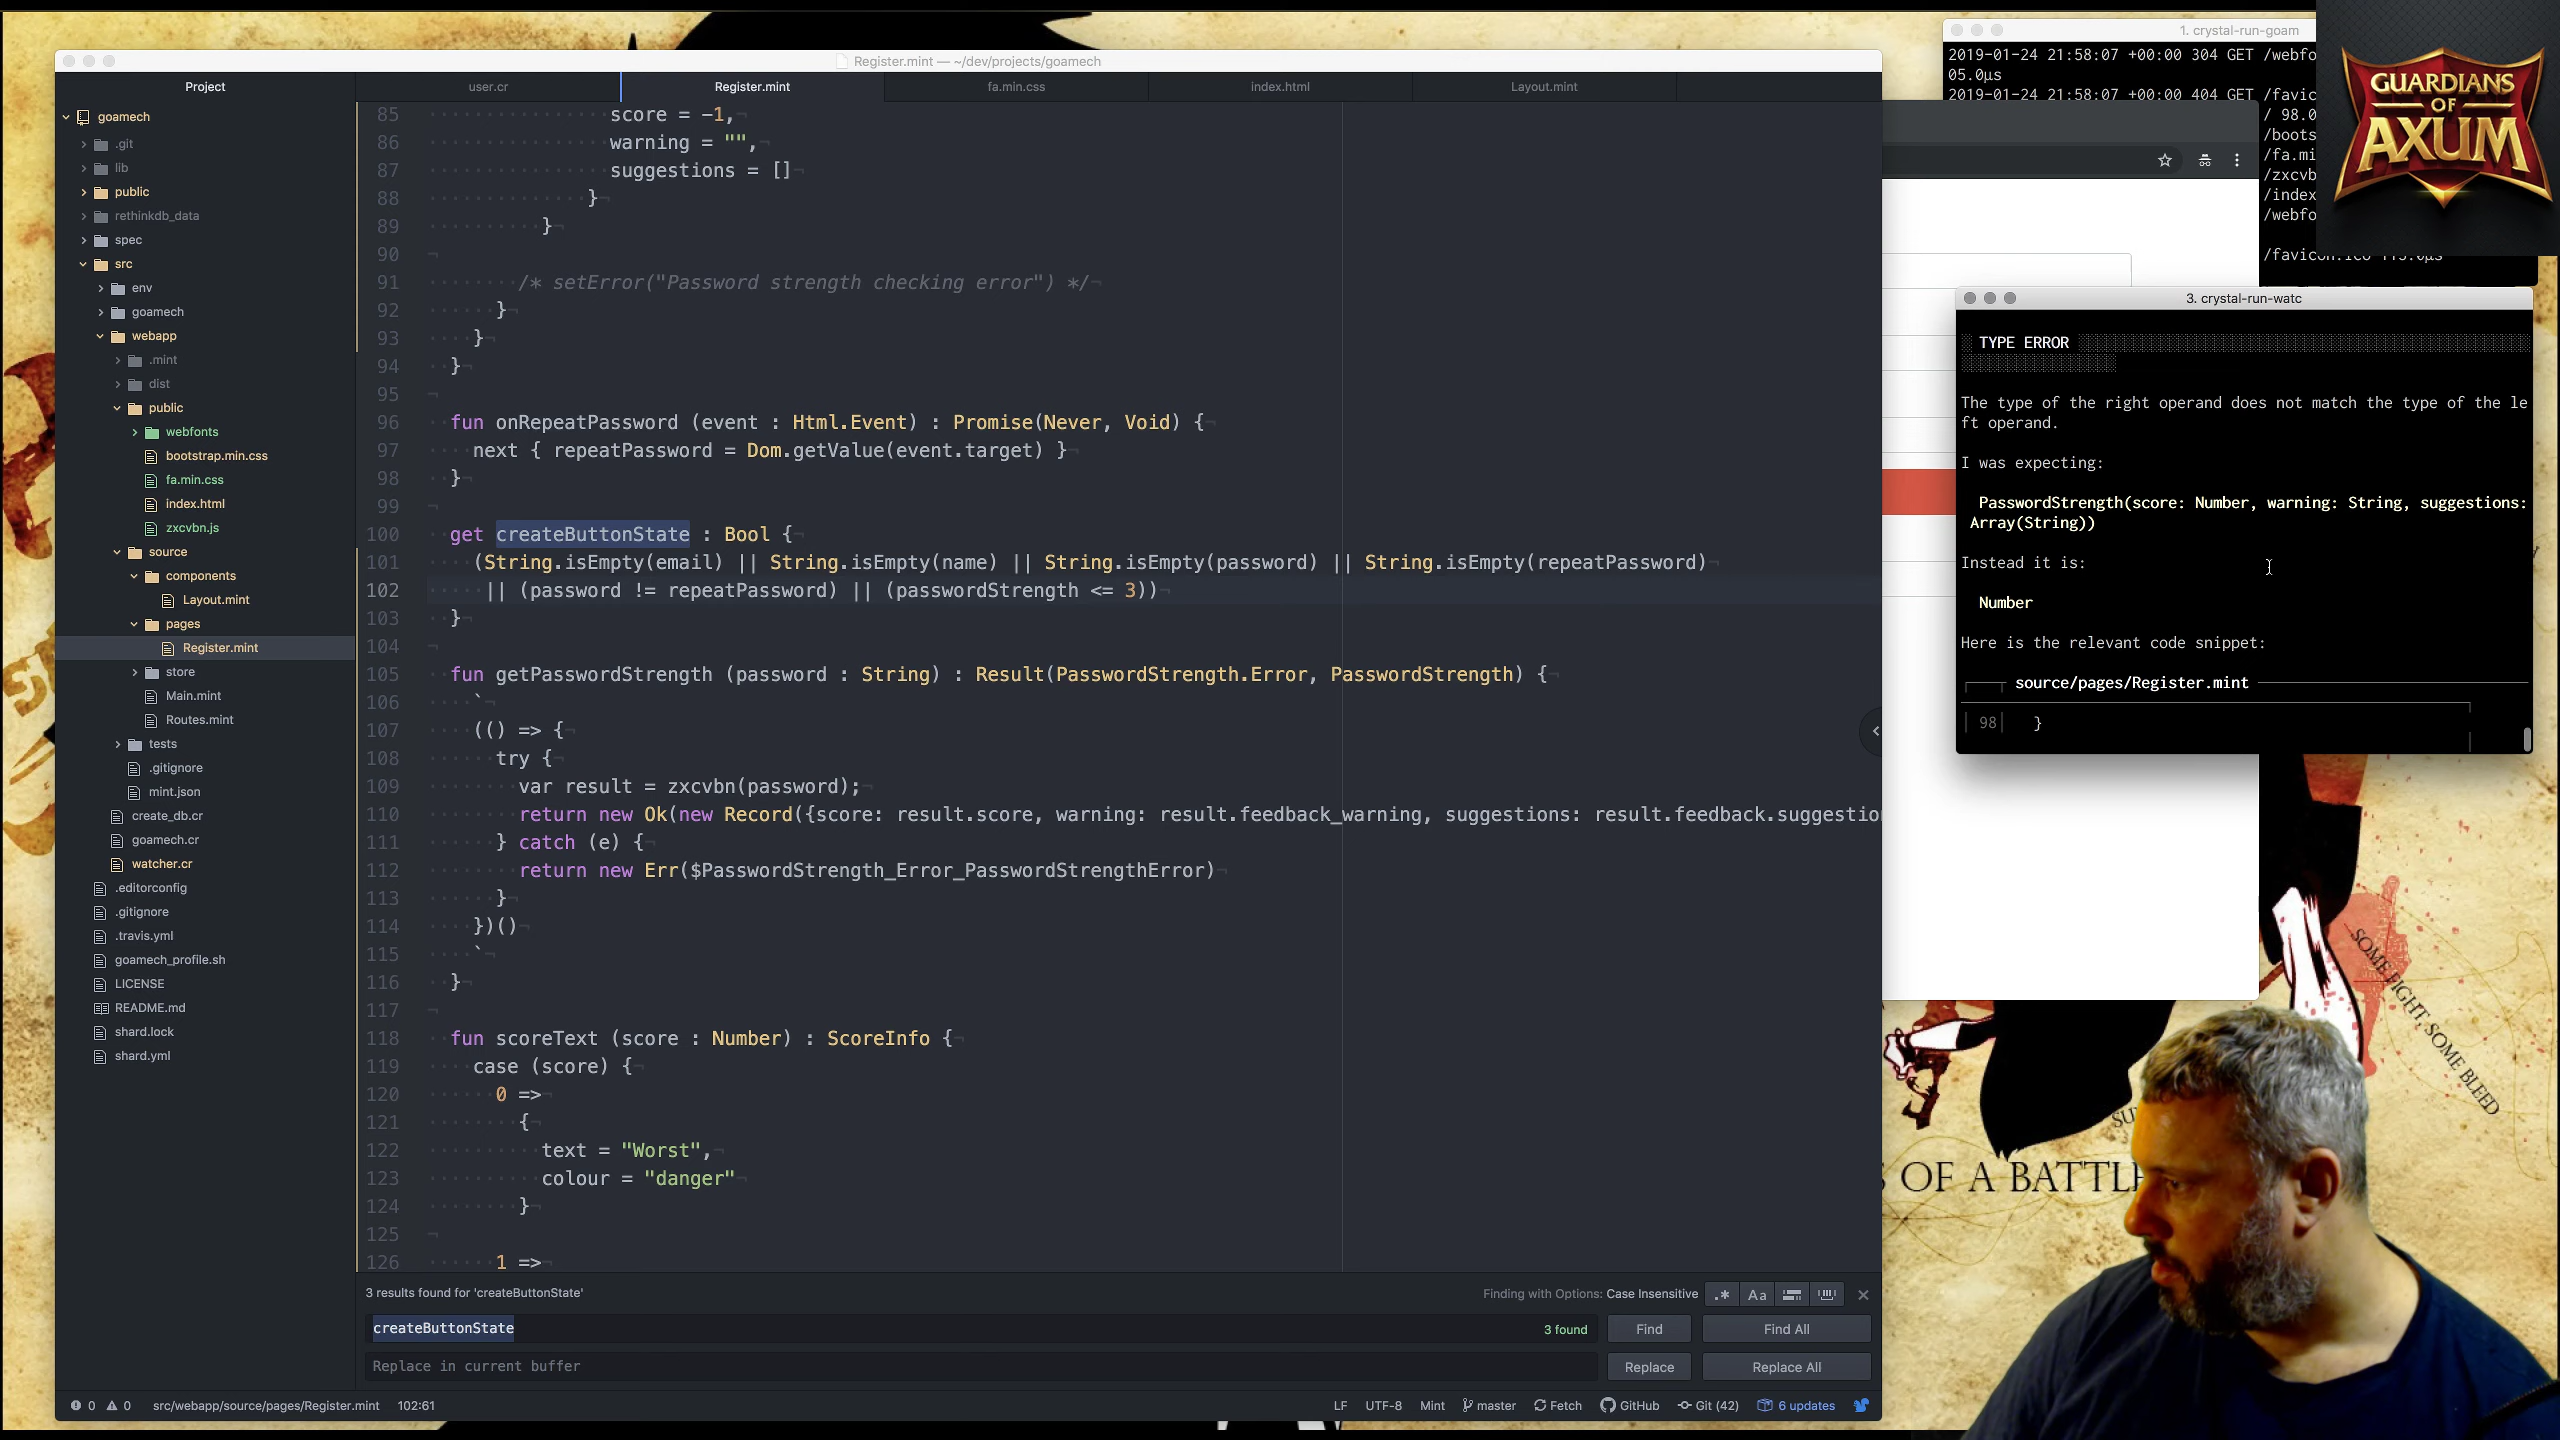 Register.mint — ~/dev/projects/goamech
Project
user.cr
Register.mint
fa.min.css
index.html
Layout.mint
goamech
.git
lib
public
rethinkdb_data
spec
src
env
goamech
webapp
.mint
dist
public
webfonts
bootstrap.min.css
fa.min.css
index.html
zxcvbn.js
source
components
Layout.mint
pages
Register.mint
store
Main.mint
Routes.mint
tests
.gitignore
mint.json
create_db.cr
goamech.cr
watcher.cr
.editorconfig
.gitignore
.travis.yml
goamech_profile.sh
LICENSE
README.md
shard.lock
shard.yml
85 score = -1,
86 warning = "",
87 suggestions = []
88 }
89 }
90
91 /* setError("Password strength checking error") */
92 }
93 }
94 }
95
96 fun onRepeatPassword (event : Html.Event) : Promise(Never, Void) {
97 next { repeatPassword = Dom.getValue(event.target) }
98 }
99
100 get createButtonState : Bool {
101 (String.isEmpty(email) || String.isEmpty(name) || String.isEmpty(password) || String.isEmpty(repeatPassword)
102 || (password != repeatPassword) || (passwordStrength <= 3))
103 }
104
105 fun getPasswordStrength (password : String) : Result(PasswordStrength.Error, PasswordStrength) {
106 `
107 (() => {
108 try {
109 var result = zxcvbn(password);
110 return new Ok(new Record({score: result.score, warning: result.feedback_warning, suggestions: result.feedback.suggestio
111 } catch (e) {
112 return new Err($PasswordStrength_Error_PasswordStrengthError)
113 }
114 })()
115 `
116 }
117
118 fun scoreText (score : Number) : ScoreInfo {
119 case (score) {
120 0 =>
121 {
122 text = "Worst",
123 colour = "danger"
124 }
125
126 1 =>
3 results found for 'createButtonState'
Finding with Options: Case Insensitive
.*
Aa
createButtonState
3 found
Find
Find All
Replace in current buffer
Replace
Replace All
0
0
src/webapp/source/pages/Register.mint
102:61
LF
UTF-8
Mint
master
Fetch
GitHub
Git (42)
6 updates
1. crystal-run-goam
2019-01-24 21:58:07 +00:00 304 GET /webfo
05.0µs
2019-01-24 21:58:07 +00:00 404 GET /favic
/ 98.0
/boots
/fa.mi
/zxcvb
/index
/webfo
/favicon.ico
GUARDIANS
OF
AXUM
3. crystal-run-watc
TYPE ERROR
The type of the right operand does not match the type of the le
ft operand.
I was expecting:
PasswordStrength(score: Number, warning: String, suggestions:
Array(String))
Instead it is:
Number
Here is the relevant code snippet:
source/pages/Register.mint
98 }
SOME FIGHT, SOME BLEED
OF A BATTL